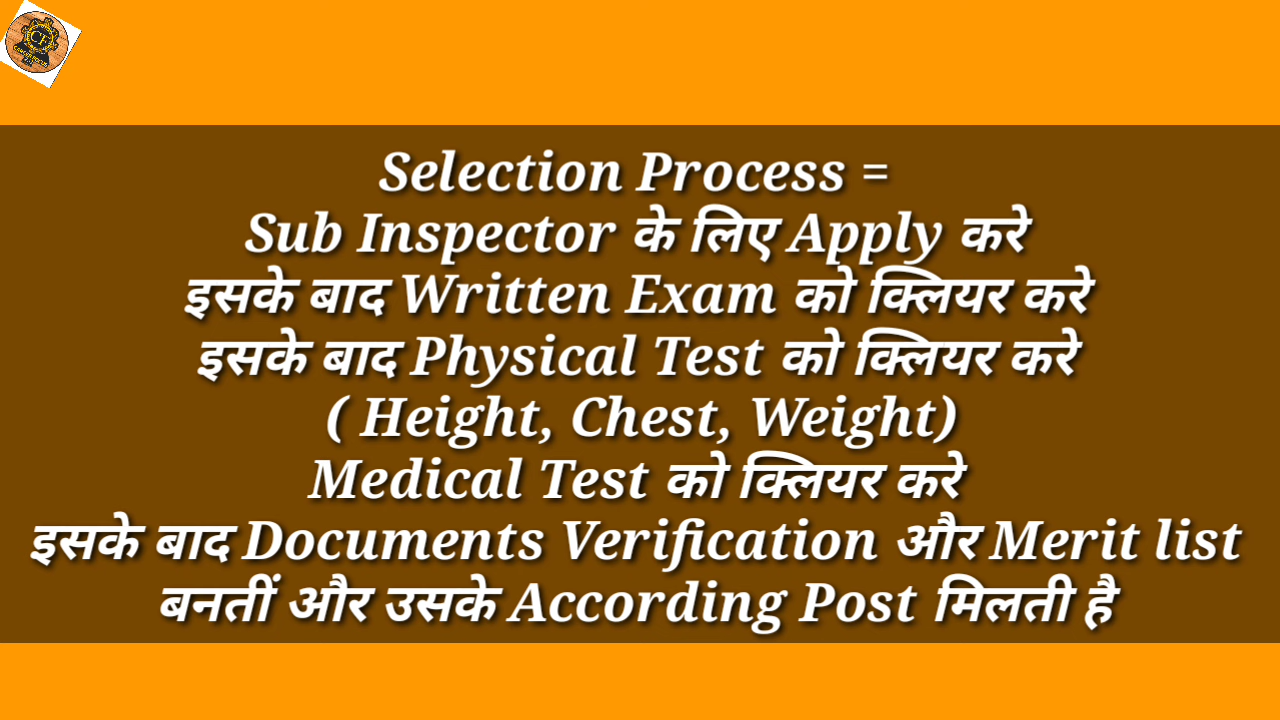 CF
Selection Process =
Sub Inspector के लिए Apply करे
इसके बाद Written Exam को क्लियर करे
इसके बाद Physical Test को क्लियर करे
( Height, Chest, Weight)
Medical Test को क्लियर करे
इसके बाद Documents Verification और Merit list
बनतीं और उसके According Post मिलती है